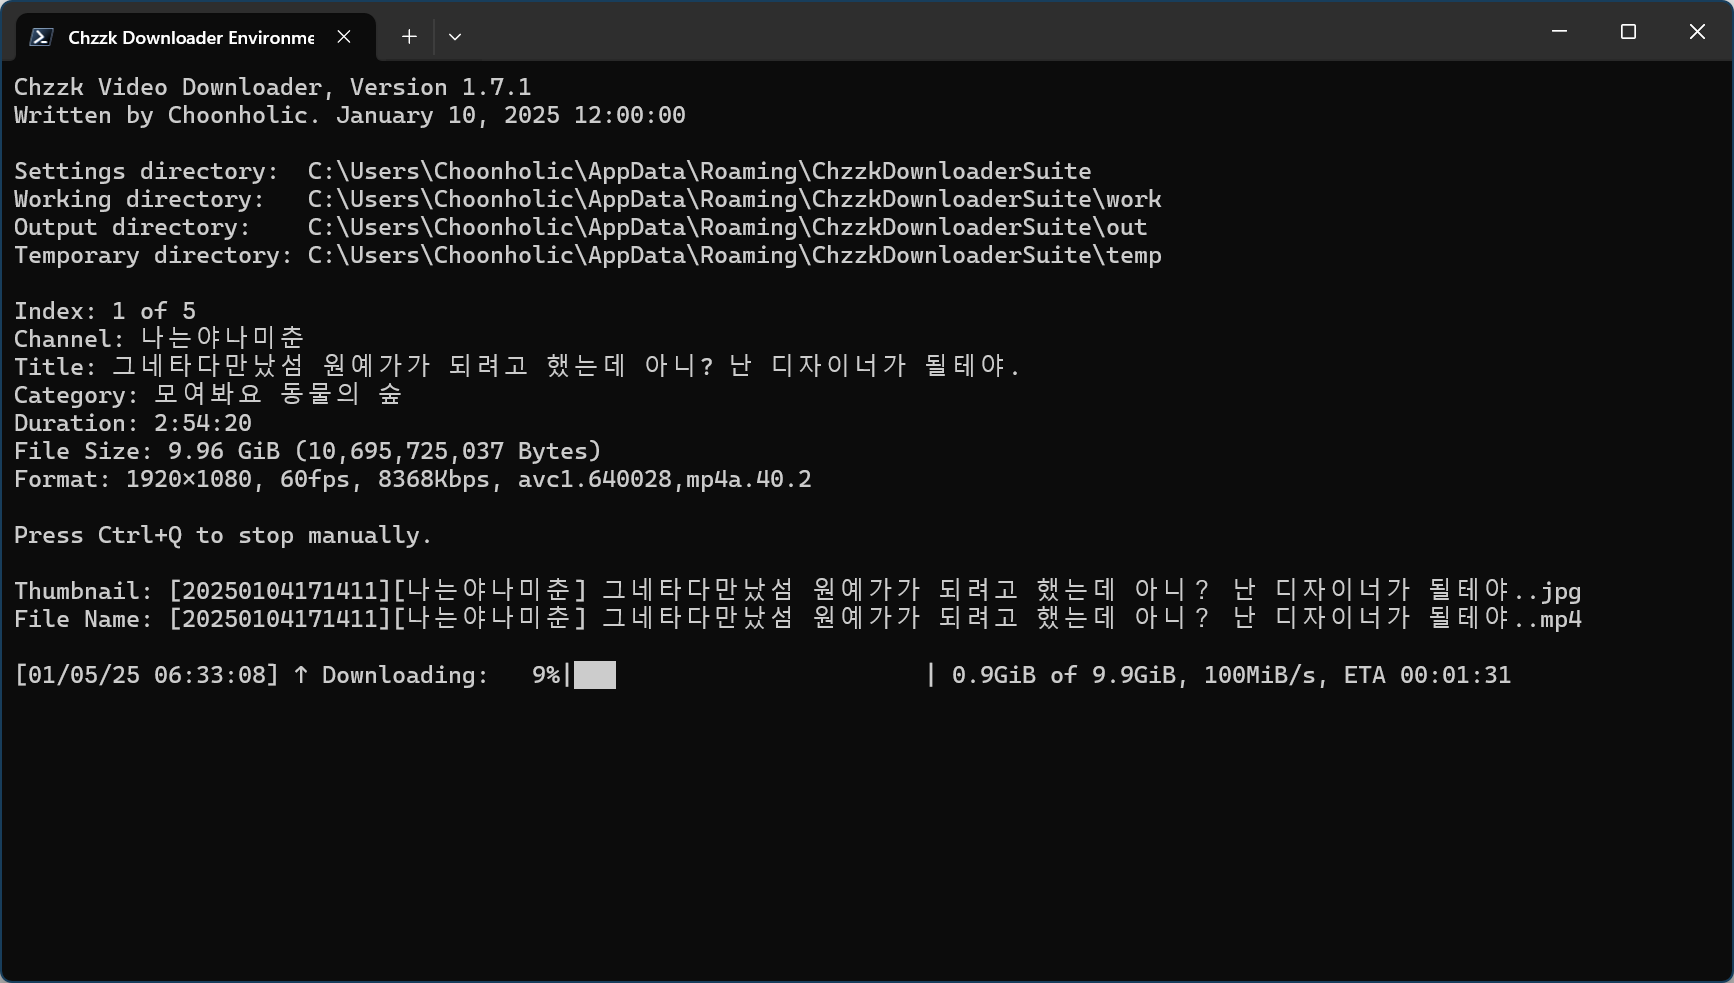 Chzzk Downloader Environme
Chzzk Video Downloader, Version 1.7.1
Written by Choonholic. January 10, 2025 12:00:00
Settings directory:  C:\Users\Choonholic\AppData\Roaming\ChzzkDownloaderSuite
Working directory:   C:\Users\Choonholic\AppData\Roaming\ChzzkDownloaderSuite\work
Output directory:    C:\Users\Choonholic\AppData\Roaming\ChzzkDownloaderSuite\out
Temporary directory: C:\Users\Choonholic\AppData\Roaming\ChzzkDownloaderSuite\temp
Index: 1 of 5
Channel: 나는야나미춘
Title: 그네타다만났섬 원예가가 되려고 했는데 아니? 난 디자이너가 될테야.
Category: 모여봐요 동물의 숲
Duration: 2:54:20
File Size: 9.96 GiB (10,695,725,037 Bytes)
Format: 1920×1080, 60fps, 8368Kbps, avc1.640028,mp4a.40.2
Press Ctrl+Q to stop manually.
Thumbnail: [20250104171411][나는야나미춘] 그네타다만났섬 원예가가 되려고 했는데 아니？ 난 디자이너가 될테야..jpg
File Name: [20250104171411][나는야나미춘] 그네타다만났섬 원예가가 되려고 했는데 아니？ 난 디자이너가 될테야..mp4
[01/05/25 06:33:08] ↑ Downloading:   9%|███                      | 0.9GiB of 9.9GiB, 100MiB/s, ETA 00:01:31